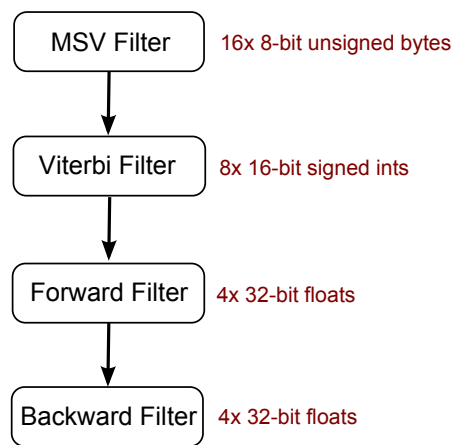 MSV Filter 16x 8-bit unsigned bytes
Viterbi Filter 8x 16-bit signed ints
Forward Filter 4x 32-bit floats
Backward Filter 4x 32-bit floats